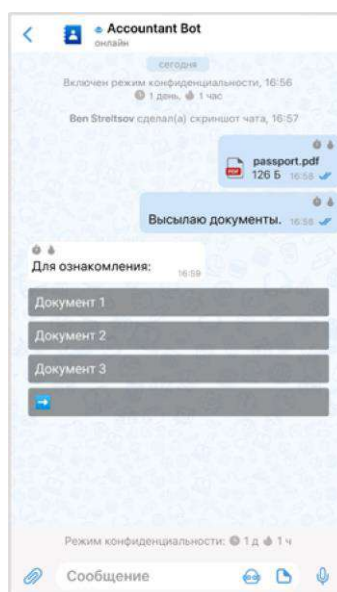 Accountant Bot
онлайн
сегодня
Включен режим конфиденциальности, 16:56
1 день, 1 час
Ben Streltsov сделал(а) скриншот чата, 16:57
passport.pdf
PDF
126 Б 16:58
Высылаю документы. 16:58
Для ознакомления: 16:59
Документ 1
Документ 2
Документ 3
Режим конфиденциальности: 1 д 1 ч
Сообщение